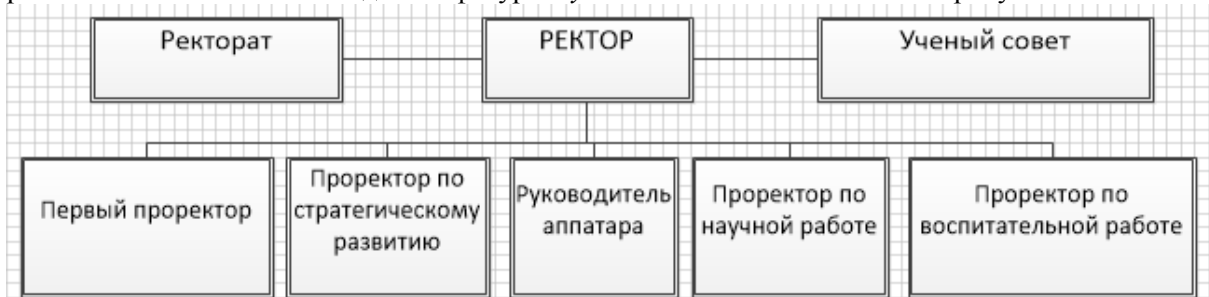 Ректорат
РЕКТОР
Ученый совет
Первый проректор
Проректор по
стратегическому
развитию
Руководитель
аппатара
Проректор по
научной работе
Проректор по
воспитательной работе